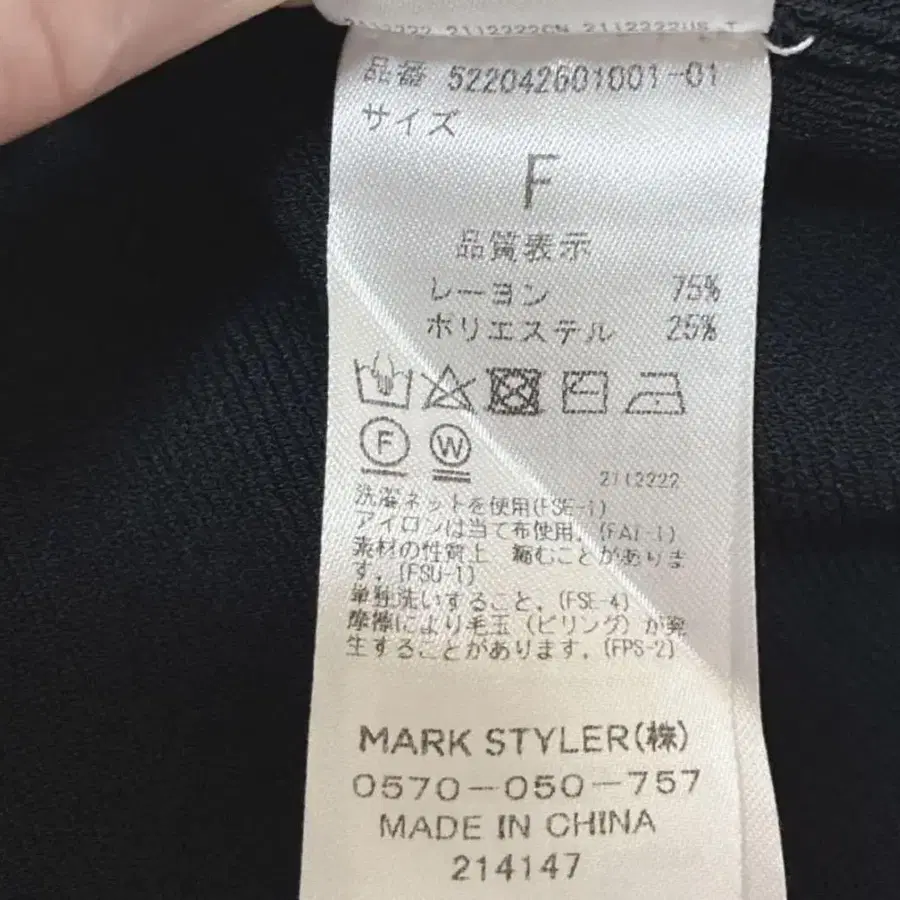 2112222CN 2112222US
品番 522042601001-01
サイズ
F
品質表示
レーヨン 75%
ポリエステル 25%
F W
2112222
洗濯ネットを使用(FSE-1)
アイロンは当て布使用。(FAI-1)
素材の性質上 縮むことがありま
す。(FSU-1)
単独洗いすること。(FSE-4)
摩擦により毛玉(ピリング)が発
生することがあります。(FPS-2)
MARK STYLER(株)
0570-050-757
MADE IN CHINA
214147